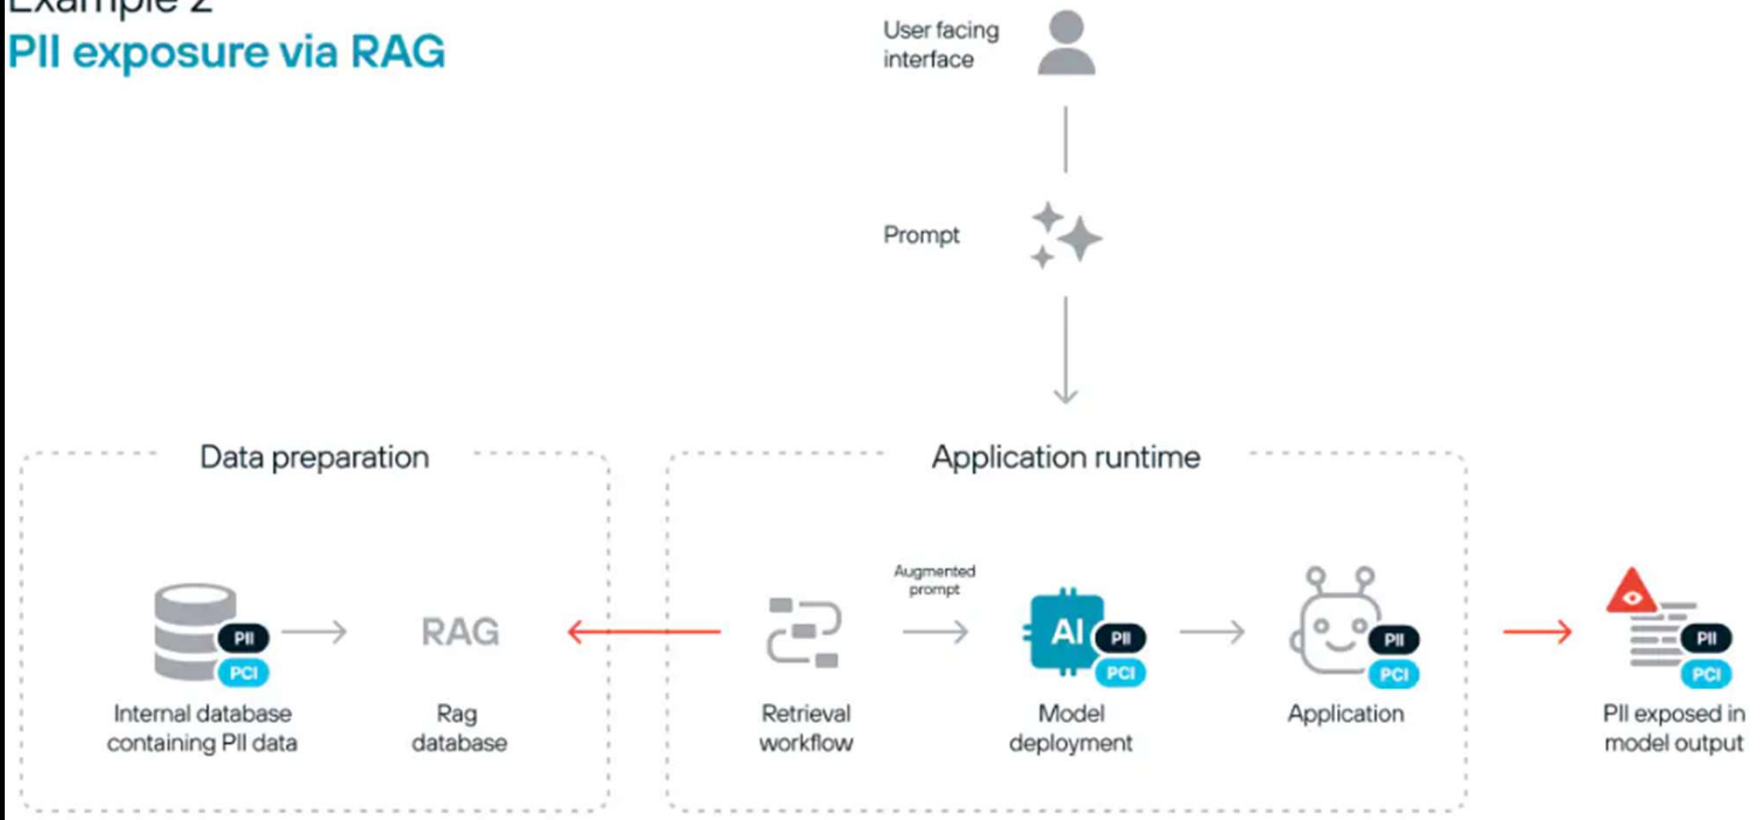 Example 2
PII exposure via RAG
User facing
interface
Prompt
Data preparation
Application runtime
PII
PCI
Internal database
containing PII data
RAG
Rag
database
Retrieval
workflow
Augmented
prompt
AI
PII
PCI
Model
deployment
PII
PCI
Application
PII
PCI
PII exposed in
model output